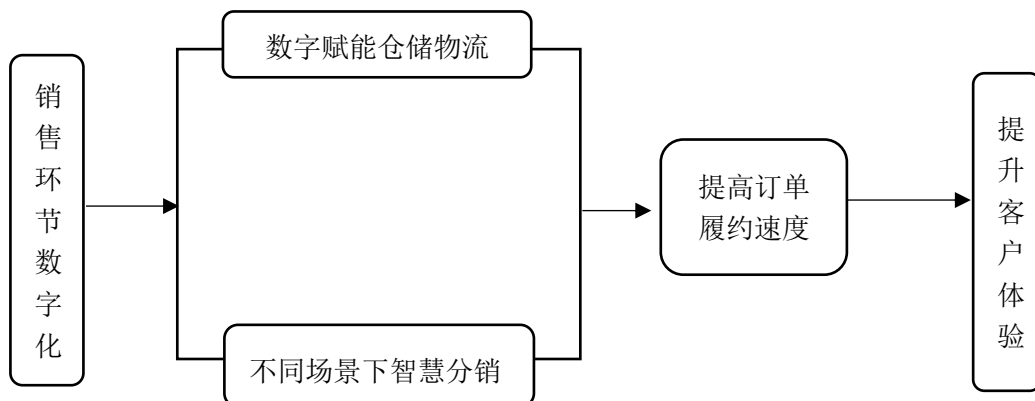 销售环节数字化
数字赋能仓储物流
不同场景下智慧分销
提高订单
履约速度
提升客户体验